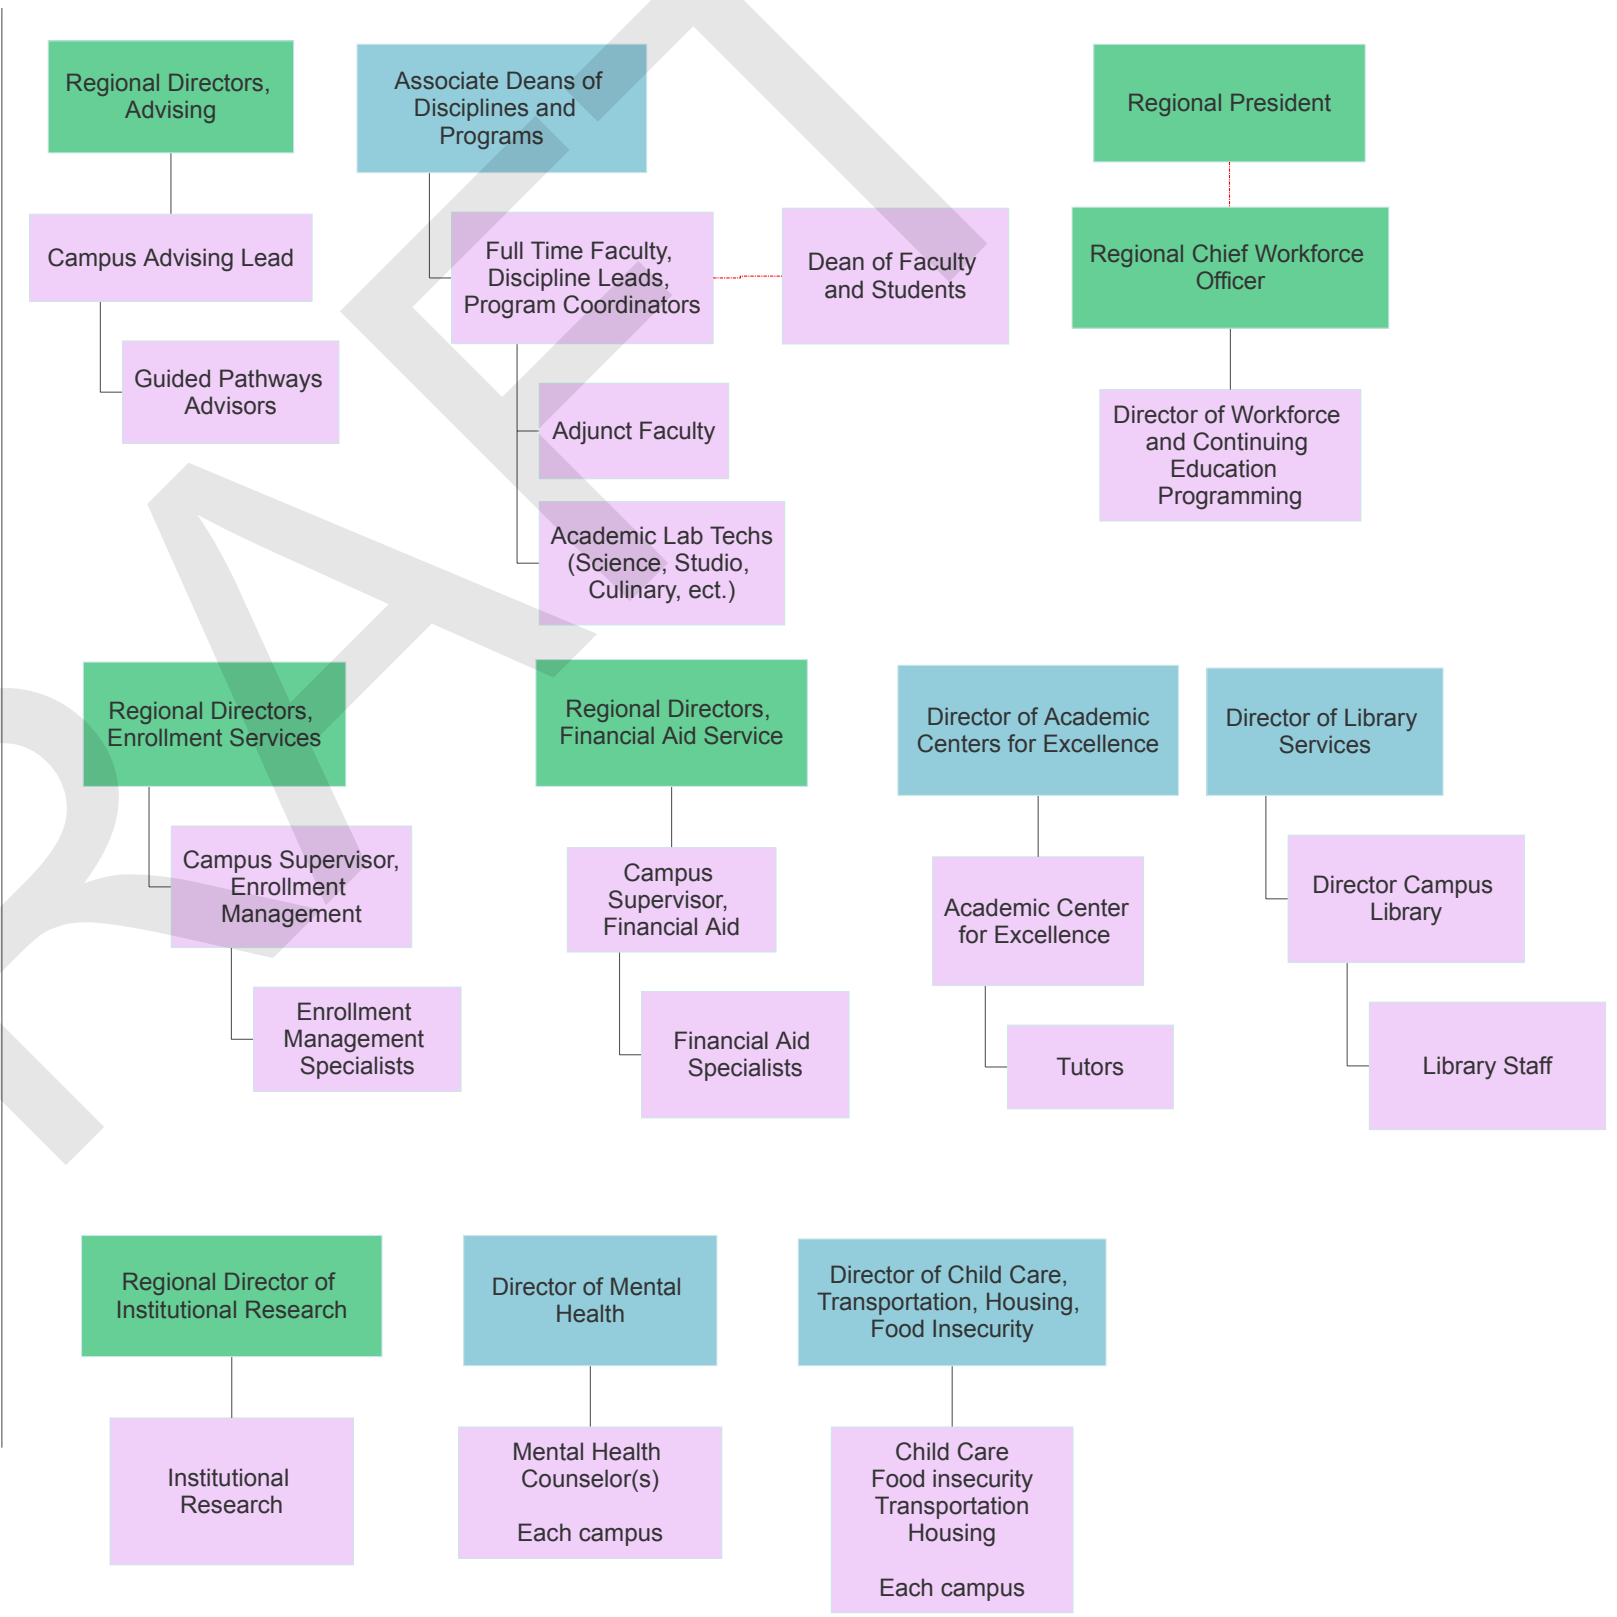 Regional Directors,
Advising
Associate Deans of
Disciplines and
Programs
Regional President
Campus Advising Lead
Full Time Faculty,
Discipline Leads,
Program Coordinators
Dean of Faculty
and Students
Regional Chief Workforce
Officer
Guided Pathways
Advisors
Adjunct Faculty
Director of Workforce
and Continuing
Education
Programming
Academic Lab Techs
(Science, Studio,
Culinary, ect.)
Regional Directors,
Enrollment Services
Regional Directors,
Financial Aid Service
Director of Academic
Centers for Excellence
Director of Library
Services
Campus Supervisor,
Enrollment
Management
Campus
Supervisor,
Financial Aid
Academic Center
for Excellence
Director Campus
Library
Enrollment
Management
Specialists
Financial Aid
Specialists
Tutors
Library Staff
Regional Director of
Institutional Research
Director of Mental
Health
Director of Child Care,
Transportation, Housing,
Food Insecurity
Institutional
Research
Mental Health
Counselor(s)
Each campus
Child Care
Food insecurity
Transportation
Housing
Each campus
RAFT